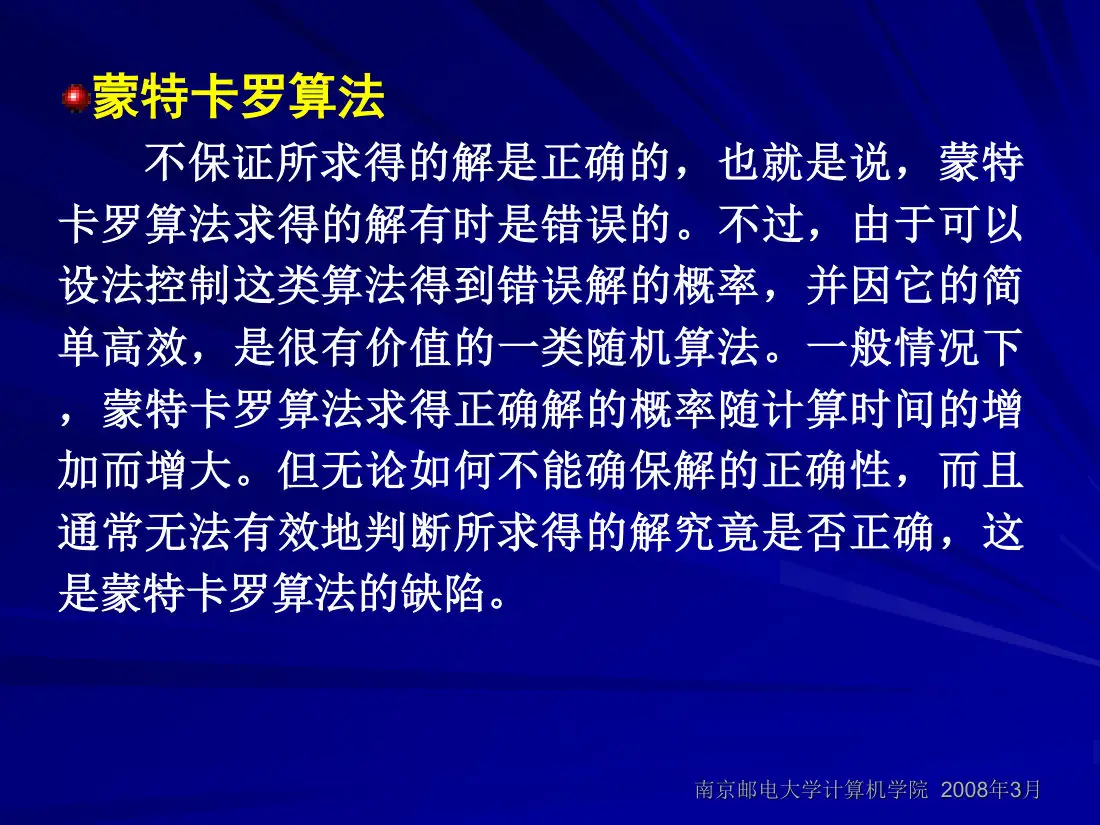 蒙特卡罗算法
不保证所求得的解是正确的，也就是说，蒙特
卡罗算法求得的解有时是错误的。不过，由于可以
设法控制这类算法得到错误解的概率，并因它的简
单高效，是很有价值的一类随机算法。一般情况下
，蒙特卡罗算法求得正确解的概率随计算时间的增
加而增大。但无论如何不能确保解的正确性，而且
通常无法有效地判断所求得的解究竟是否正确，这
是蒙特卡罗算法的缺陷。
南京邮电大学计算机学院 2008年3月